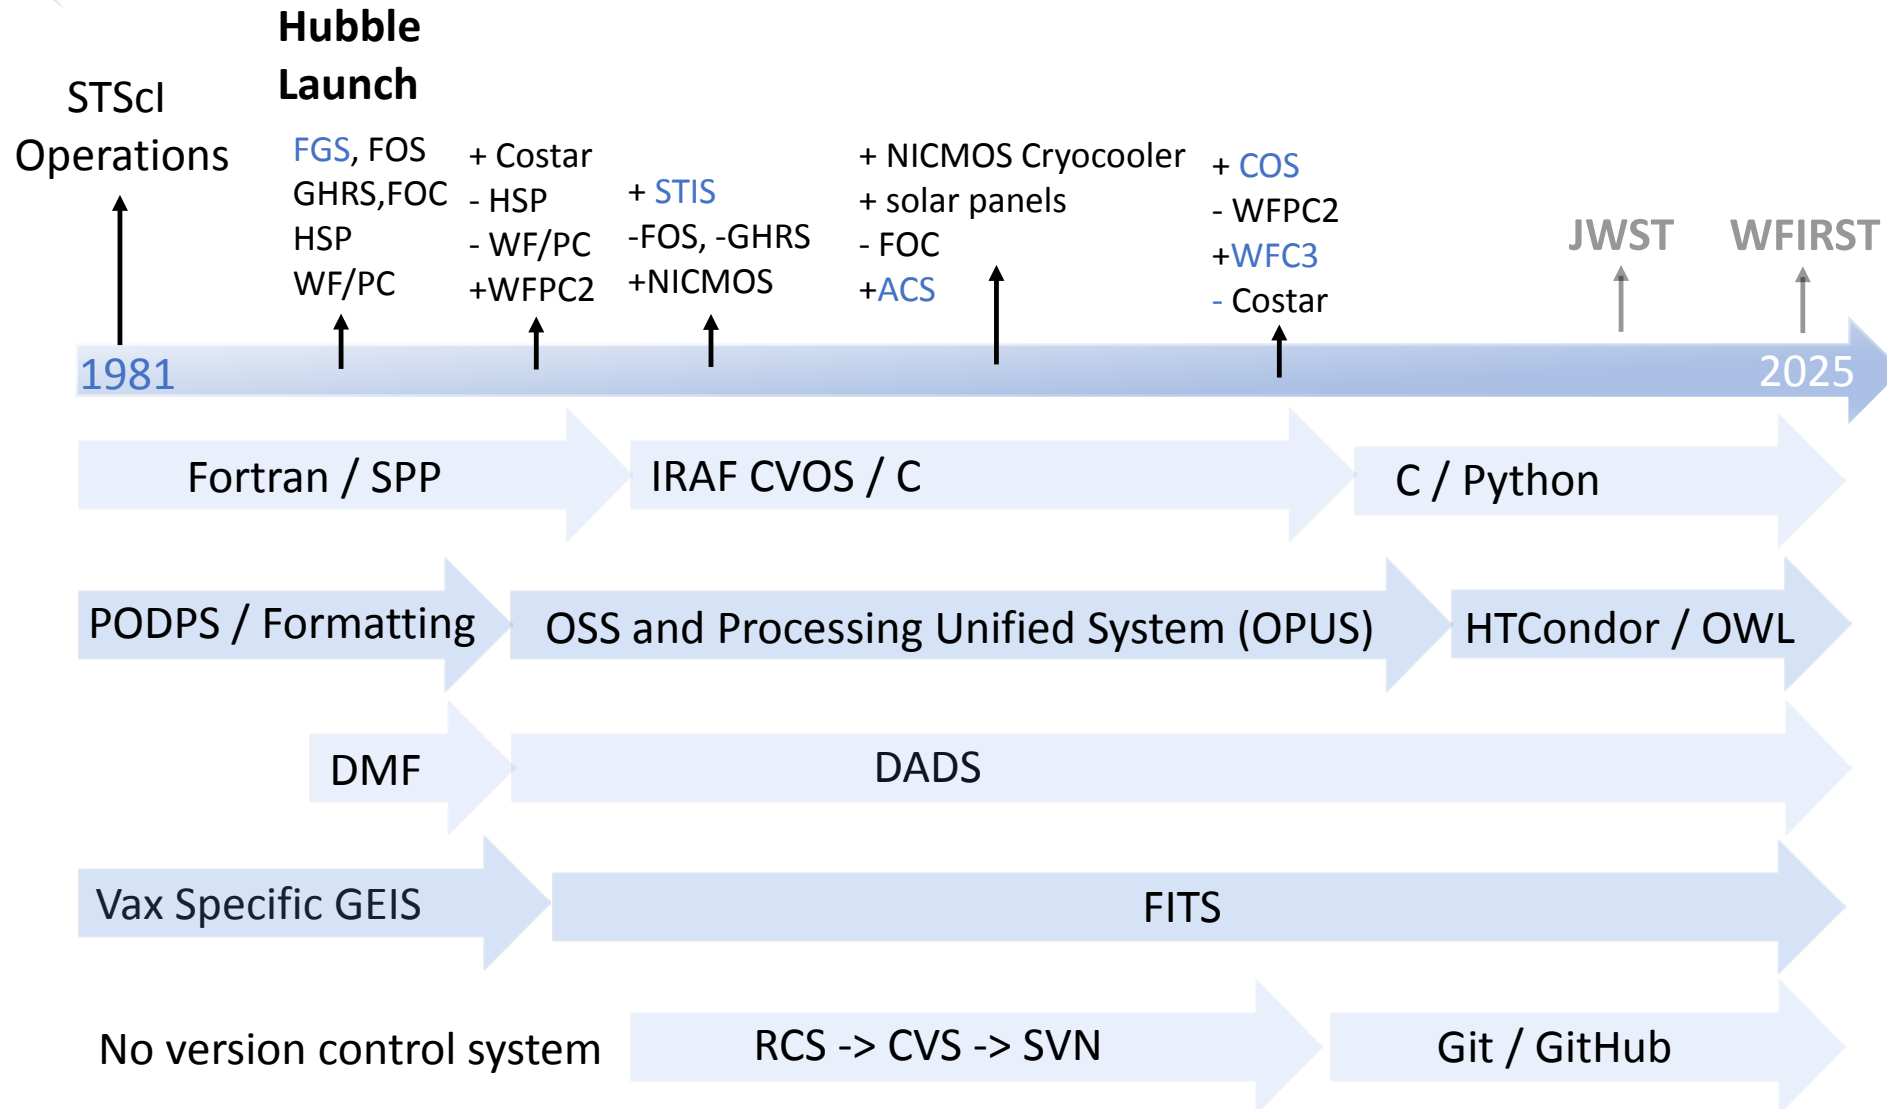 STScI
Operations
Hubble
Launch
FGS, FOS
GHRS,FOC
HSP
WF/PC
+ Costar
- HSP
- WF/PC
+WFPC2
+ STIS
-FOS, -GHRS
+NICMOS
+ NICMOS Cryocooler
+ solar panels
- FOC
+ACS
+ COS
- WFPC2
+WFC3
- Costar
JWST
WFIRST
1981
2025
Fortran / SPP
IRAF CVOS / C
C / Python
PODPS / Formatting
OSS and Processing Unified System (OPUS)
HTCondor / OWL
DMF
DADS
Vax Specific GEIS
FITS
No version control system
RCS -> CVS -> SVN
Git / GitHub